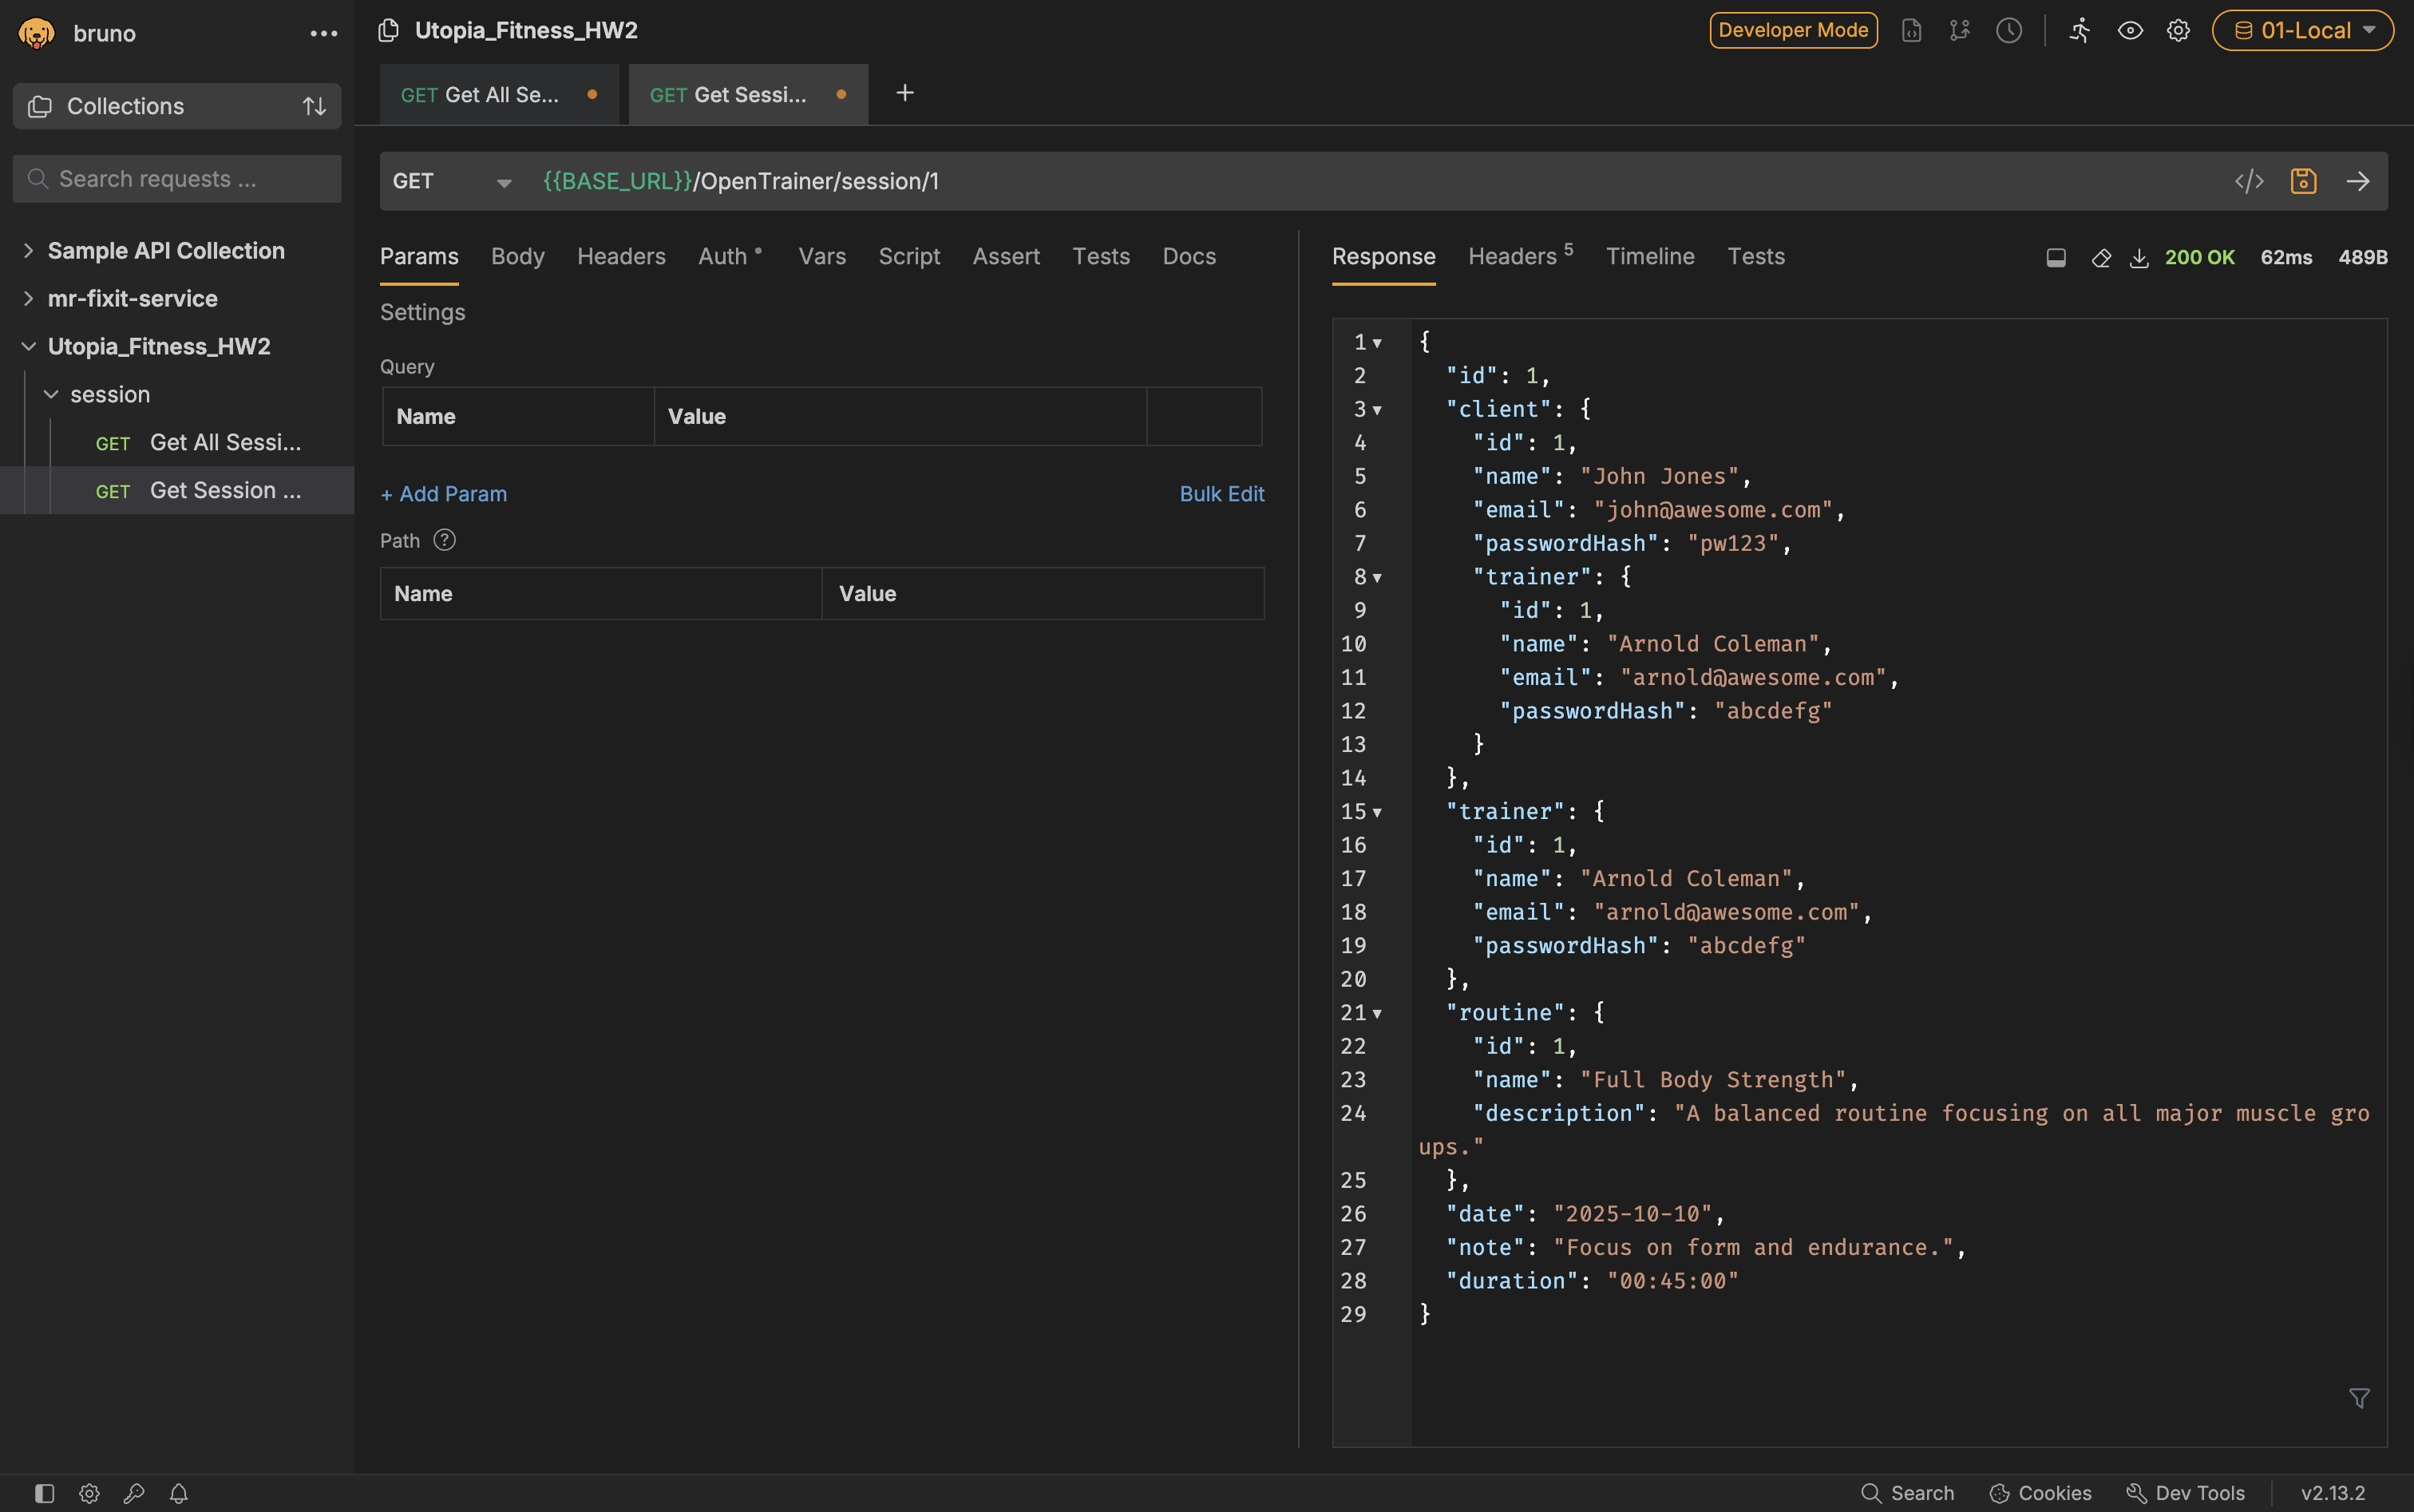 bruno
Collections
Search requests ...
Sample API Collection
mr-fixit-service
Utopia_Fitness_HW2
session
GET Get All Sessi...
GET Get Session ...
Utopia_Fitness_HW2
Developer Mode
01-Local
GET Get All Se...
GET Get Sessi...
GET {{BASE_URL}}/OpenTrainer/session/1
Params Body Headers Auth Vars Script Assert Tests Docs
Settings
Query
Name Value
+ Add Param Bulk Edit
Path ?
Name Value
Response Headers 5 Timeline Tests 200 OK 62ms 489B
1 {
2 "id": 1,
3 "client": {
4 "id": 1,
5 "name": "John Jones",
6 "email": "john@awesome.com",
7 "passwordHash": "pw123",
8 "trainer": {
9 "id": 1,
10 "name": "Arnold Coleman",
11 "email": "arnold@awesome.com",
12 "passwordHash": "abcdefg"
13 }
14 },
15 "trainer": {
16 "id": 1,
17 "name": "Arnold Coleman",
18 "email": "arnold@awesome.com",
19 "passwordHash": "abcdefg"
20 },
21 "routine": {
22 "id": 1,
23 "name": "Full Body Strength",
24 "description": "A balanced routine focusing on all major muscle gro
ups."
25 },
26 "date": "2025-10-10",
27 "note": "Focus on form and endurance.",
28 "duration": "00:45:00"
29 }
Search Cookies Dev Tools v2.13.2